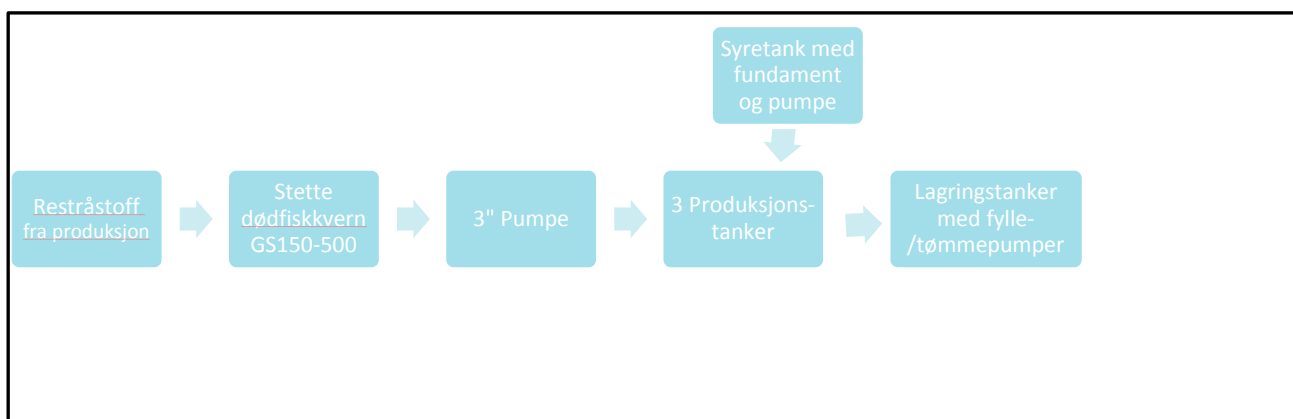 Syretank med
fundament
og pumpe
Restråstoff
fra produksjon
Stette
dødfiskkvern
GS150-500
3" Pumpe
3 Produksjons-
tanker
Lagringstanker
med fylle-
/tømmepumper